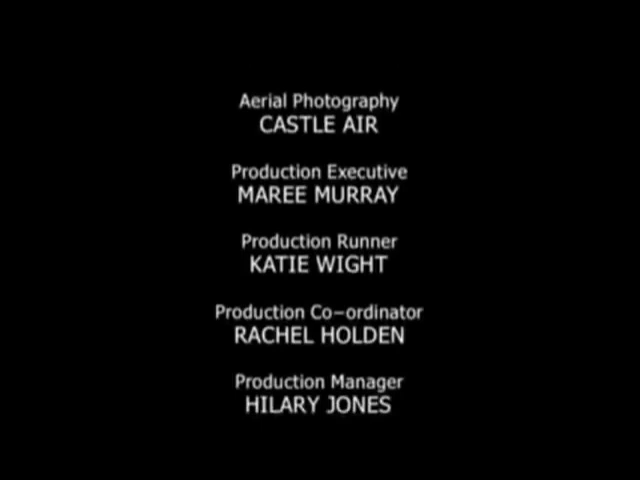 Aerial Photography
CASTLE AIR
Production Executive
MAREE MURRAY
Production Runner
KATIE WIGHT
Production Co-ordinator
RACHEL HOLDEN
Production Manager
HILARY JONES